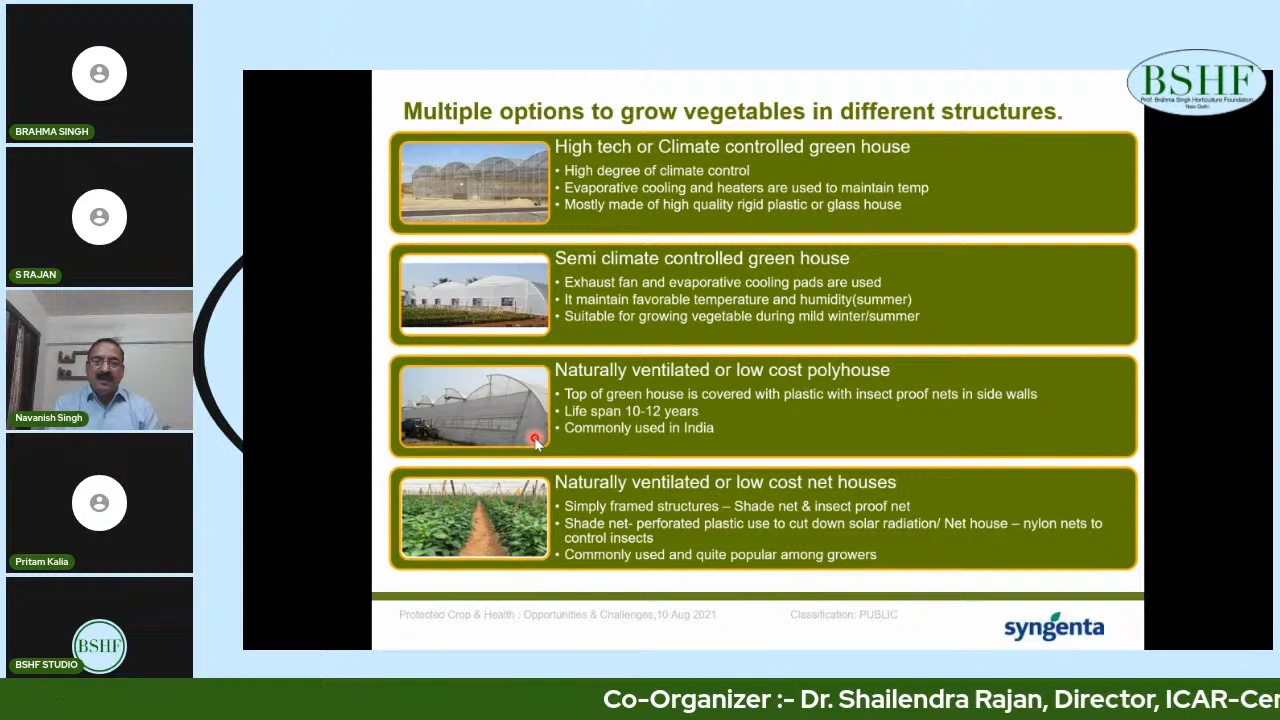 BRAHMA SINGH
S RAJAN
Navanish Singh
Pritam Kalia
BSHF
BSHF STUDIO
BSHF
Prof. Brahma Singh Horticulture Foundation
New Delhi
Multiple options to grow vegetables in different structures.
High tech or Climate controlled green house
• High degree of climate control
• Evaporative cooling and heaters are used to maintain temp
• Mostly made of high quality rigid plastic or glass house
Semi climate controlled green house
• Exhaust fan and evaporative cooling pads are used
• It maintain favorable temperature and humidity(summer)
• Suitable for growing vegetable during mild winter/summer
Naturally ventilated or low cost polyhouse
• Top of green house is covered with plastic with insect proof nets in side walls
• Life span 10-12 years
• Commonly used in India
Naturally ventilated or low cost net houses
• Simply framed structures – Shade net & insect proof net
• Shade net- perforated plastic use to cut down solar radiation/ Net house – nylon nets to
control insects
• Commonly used and quite popular among growers
Protected Crop & Health : Opportunities & Challenges,10 Aug 2021
Classification: PUBLIC
syngenta
Co-Organizer :- Dr. Shailendra Rajan, Director, ICAR-Cen